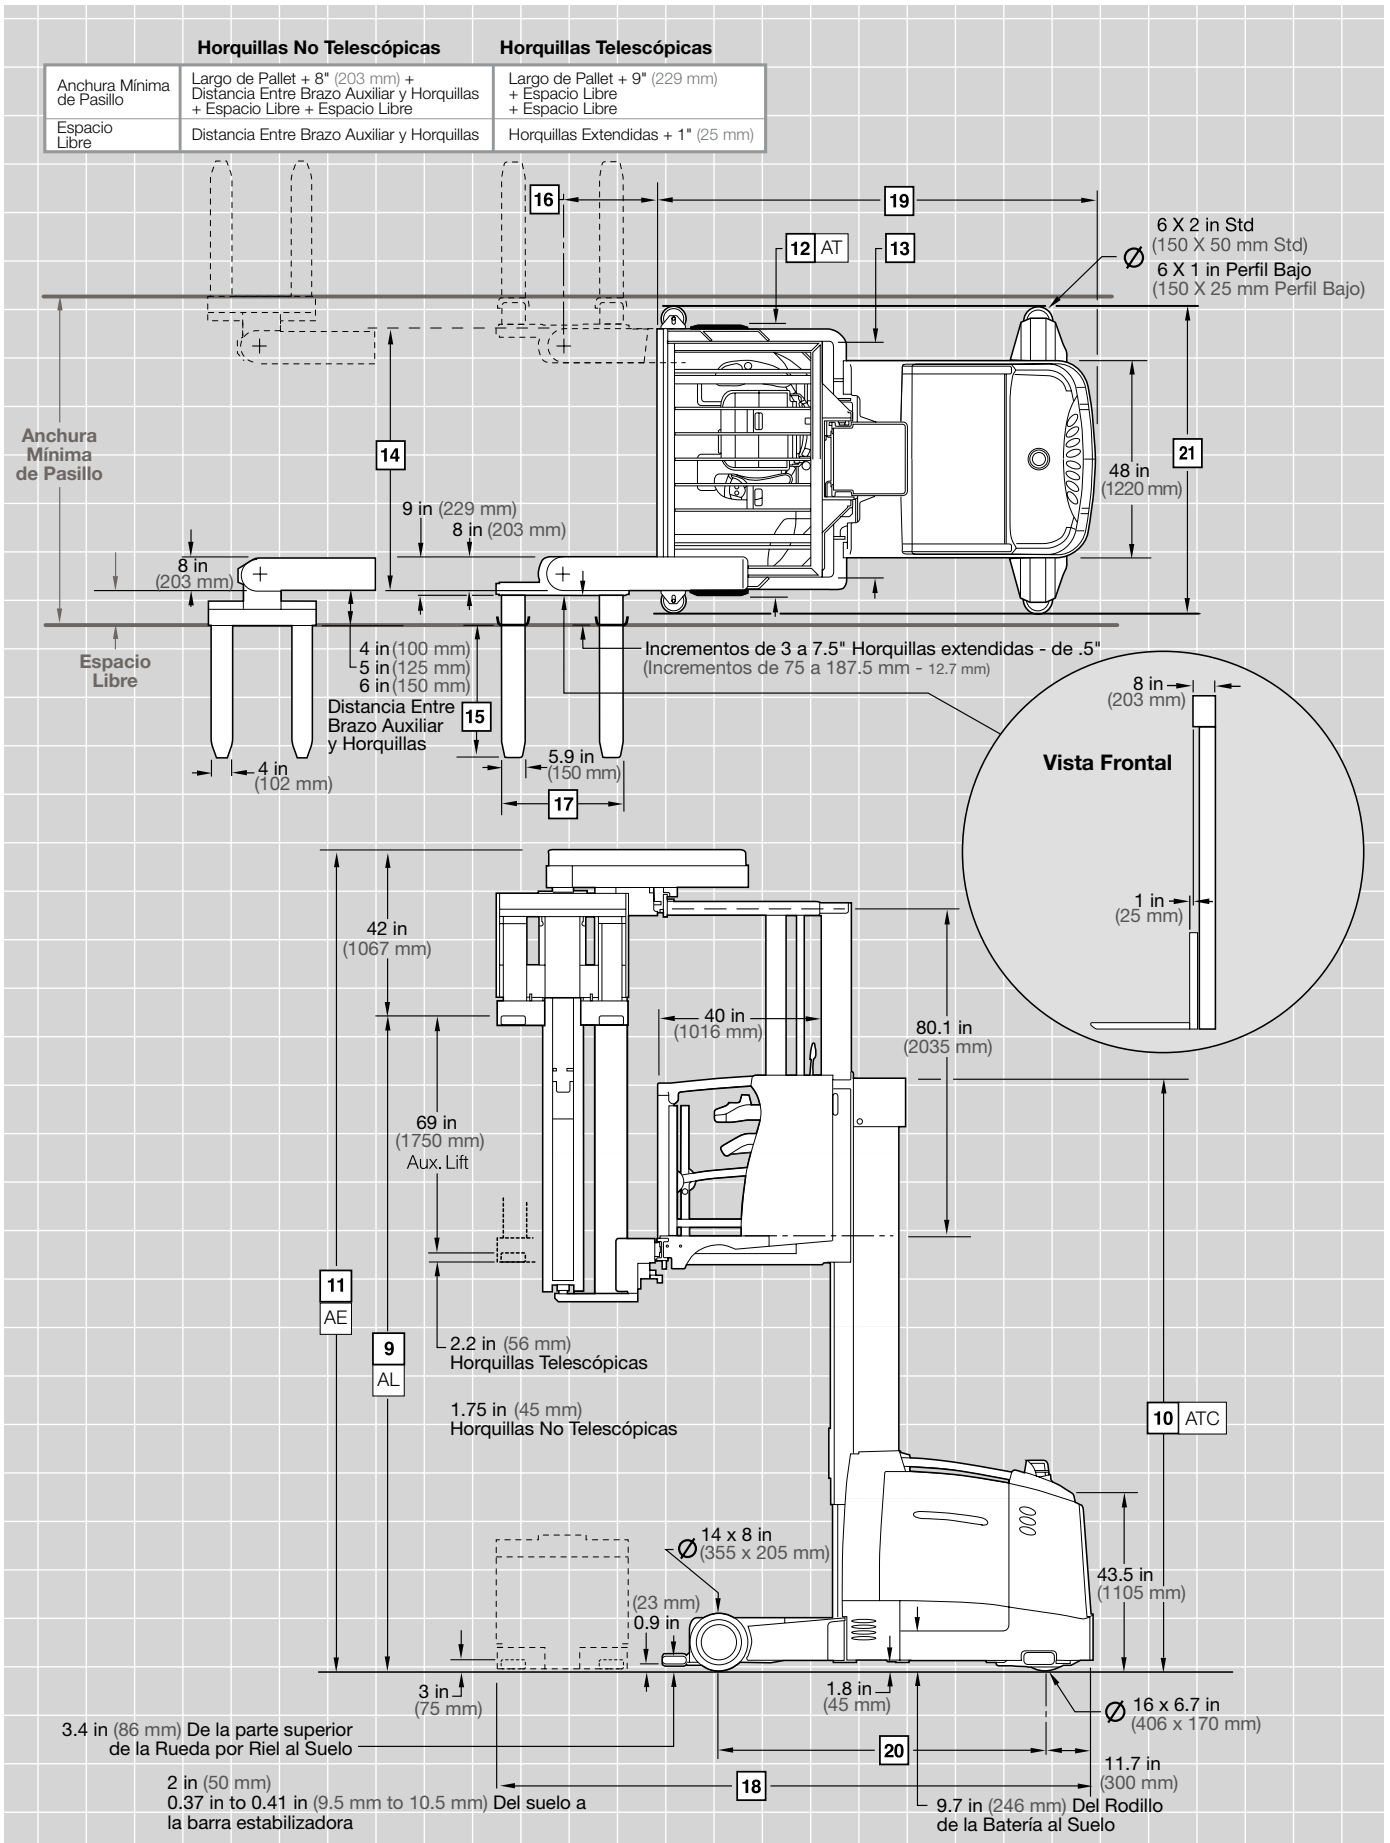 Horquillas No Telescópicas
Horquillas Telescópicas
Anchura Mínima
de Pasillo
Largo de Pallet + 8" (203 mm) +
Distancia Entre Brazo Auxiliar y Horquillas
+ Espacio Libre + Espacio Libre
Largo de Pallet + 9" (229 mm)
+ Espacio Libre
+ Espacio Libre
Espacio
Libre
Distancia Entre Brazo Auxiliar y Horquillas
Horquillas Extendidas + 1" (25 mm)
16
19
12 AT
13
6 X 2 in Std
(150 X 50 mm Std)
Ø
6 X 1 in Perfil Bajo
(150 X 25 mm Perfil Bajo)
Anchura
Mínima
de Pasillo
14
48 in
(1220 mm)
21
9 in (229 mm)
8 in (203 mm)
8 in
(203 mm)
Espacio
Libre
4 in (100 mm)
5 in (125 mm)
6 in (150 mm)
Distancia Entre
Brazo Auxiliar
y Horquillas
15
Incrementos de 3 a 7.5" Horquillas extendidas - de .5"
(Incrementos de 75 a 187.5 mm - 12.7 mm)
4 in
(102 mm)
5.9 in
(150 mm)
17
8 in
(203 mm)
Vista Frontal
1 in
(25 mm)
42 in
(1067 mm)
40 in
(1016 mm)
80.1 in
(2035 mm)
69 in
(1750 mm)
Aux. Lift
11
AE
9
AL
2.2 in (56 mm)
Horquillas Telescópicas
1.75 in (45 mm)
Horquillas No Telescópicas
10 ATC
Ø 14 x 8 in
(355 x 205 mm)
43.5 in
(1105 mm)
(23 mm)
0.9 in
3 in
(75 mm)
1.8 in
(45 mm)
Ø 16 x 6.7 in
(406 x 170 mm)
3.4 in (86 mm) De la parte superior
de la Rueda por Riel al Suelo
20
11.7 in
(300 mm)
18
2 in (50 mm)
0.37 in to 0.41 in (9.5 mm to 10.5 mm) Del suelo a
la barra estabilizadora
9.7 in (246 mm) Del Rodillo
de la Batería al Suelo